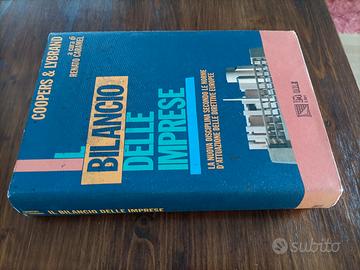 COOPERS & LYBRAND
a cura di
RENATO CARAMEL
IL
BILANCIO
DELLE
IMPRESE
LA NUOVA DISCIPLINA SECONDO LE NORME
D'ATTUAZIONE DELLE DIRETTIVE EUROPEE
IL BILANCIO DELLE IMPRESE
subito